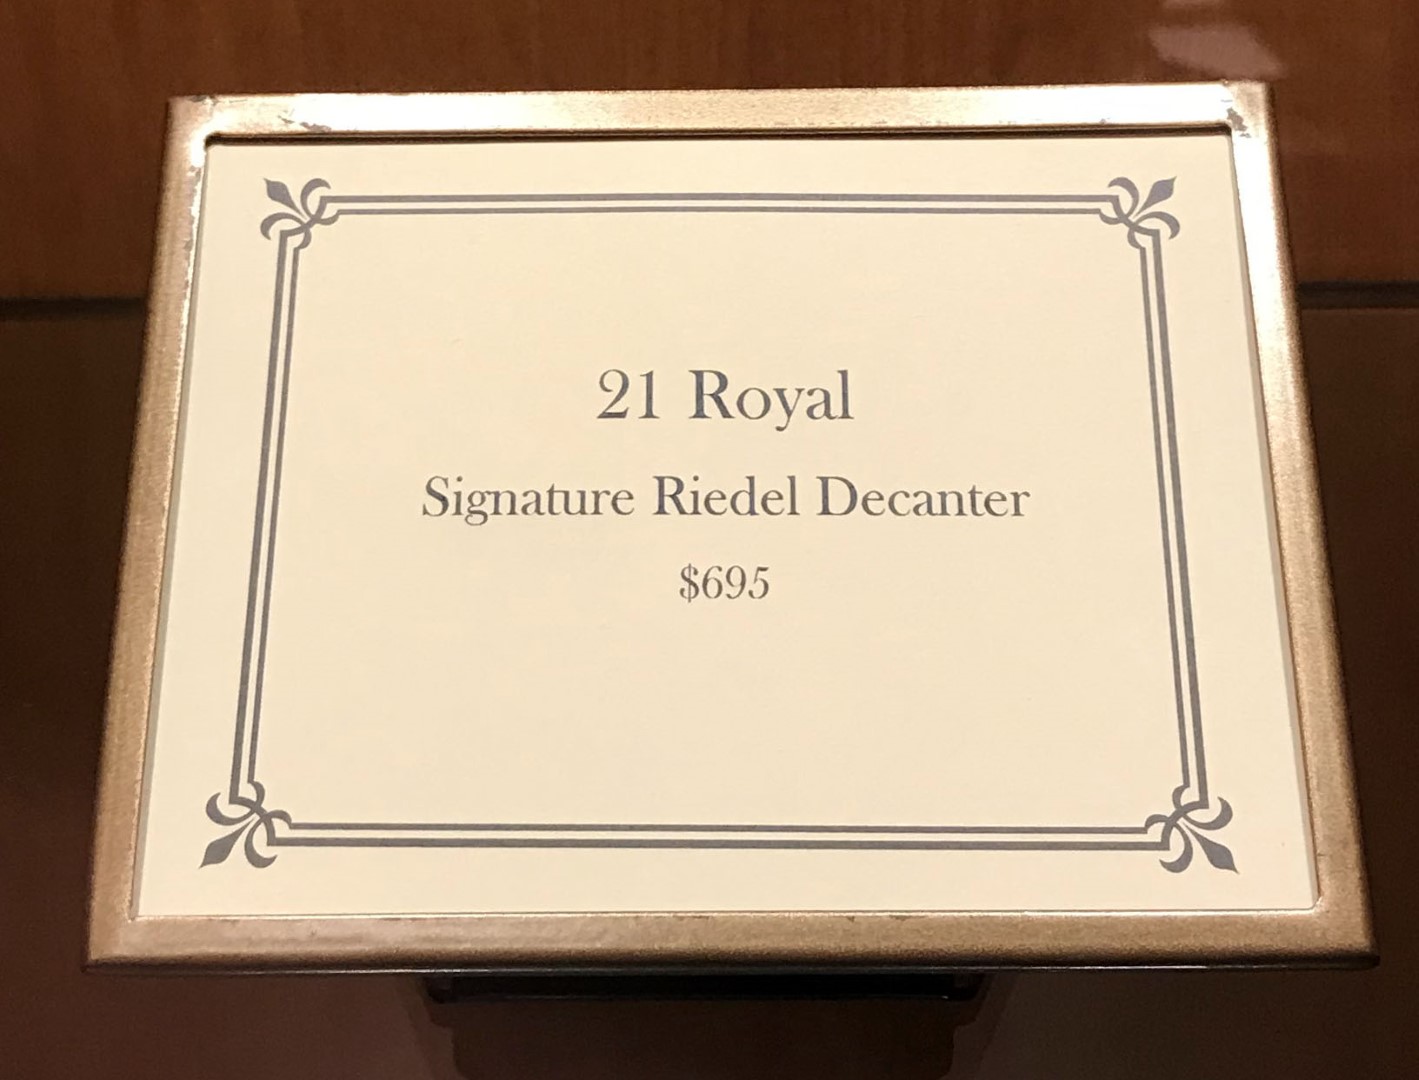 21 Royal
Signature Riedel Decanter
$695